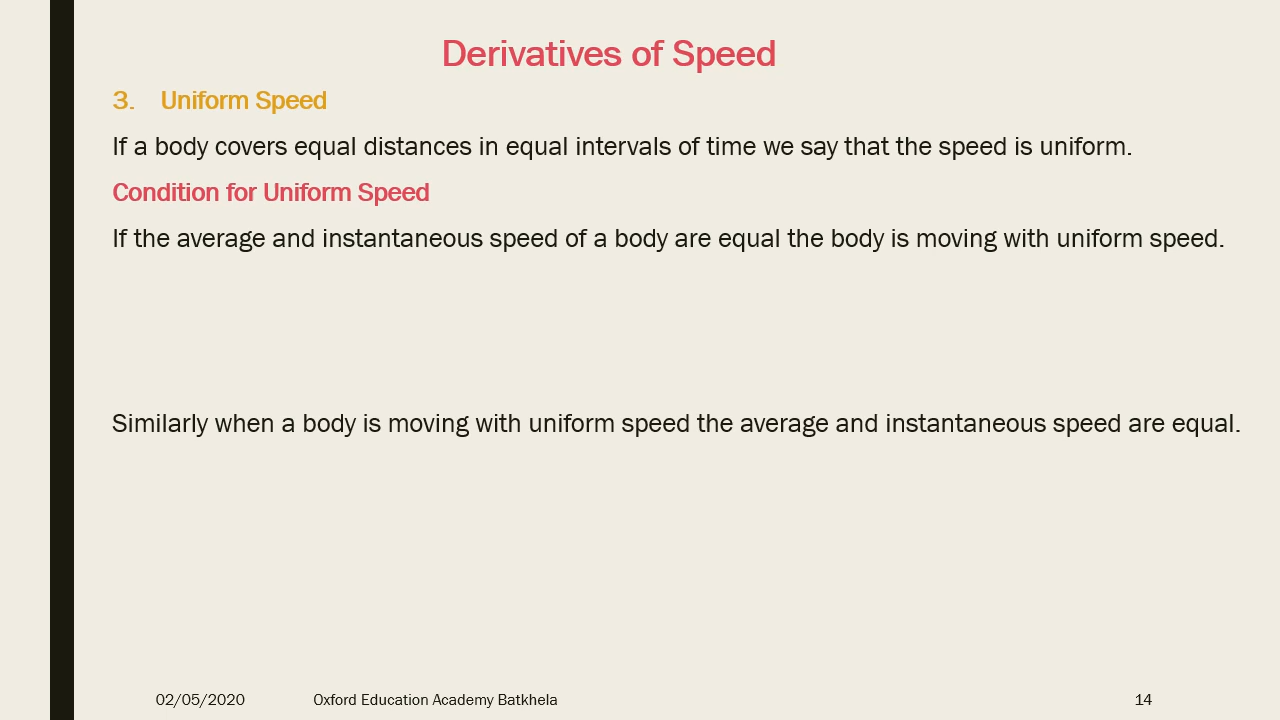 Derivatives of Speed
3. Uniform Speed
If a body covers equal distances in equal intervals of time we say that the speed is uniform.
Condition for Uniform Speed
If the average and instantaneous speed of a body are equal the body is moving with uniform speed.
Similarly when a body is moving with uniform speed the average and instantaneous speed are equal.
02/05/2020 Oxford Education Academy Batkhela 14